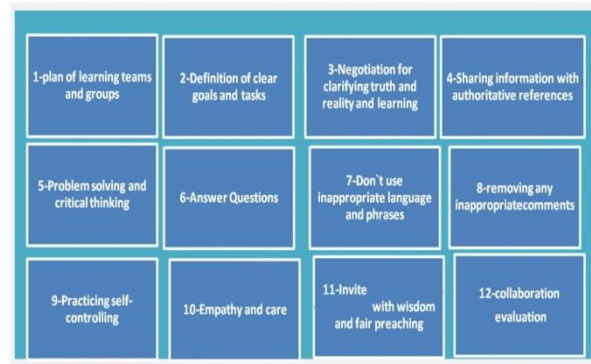 1-plan of learning teams
and groups
2-Definition of clear
goals and tasks
3-Negotiation for
clarifying truth and
reality and learning
4-Sharing information with
authoritative references
5-Problem solving and
critical thinking
6-Answer Questions
7-Don`t use
inappropriate language
and phrases
8-removing any
inappropriatecomments
9-Practicing self-
controlling
10-Empathy and care
11-Invite
with wisdom
and fair preaching
12-collaboration
evaluation